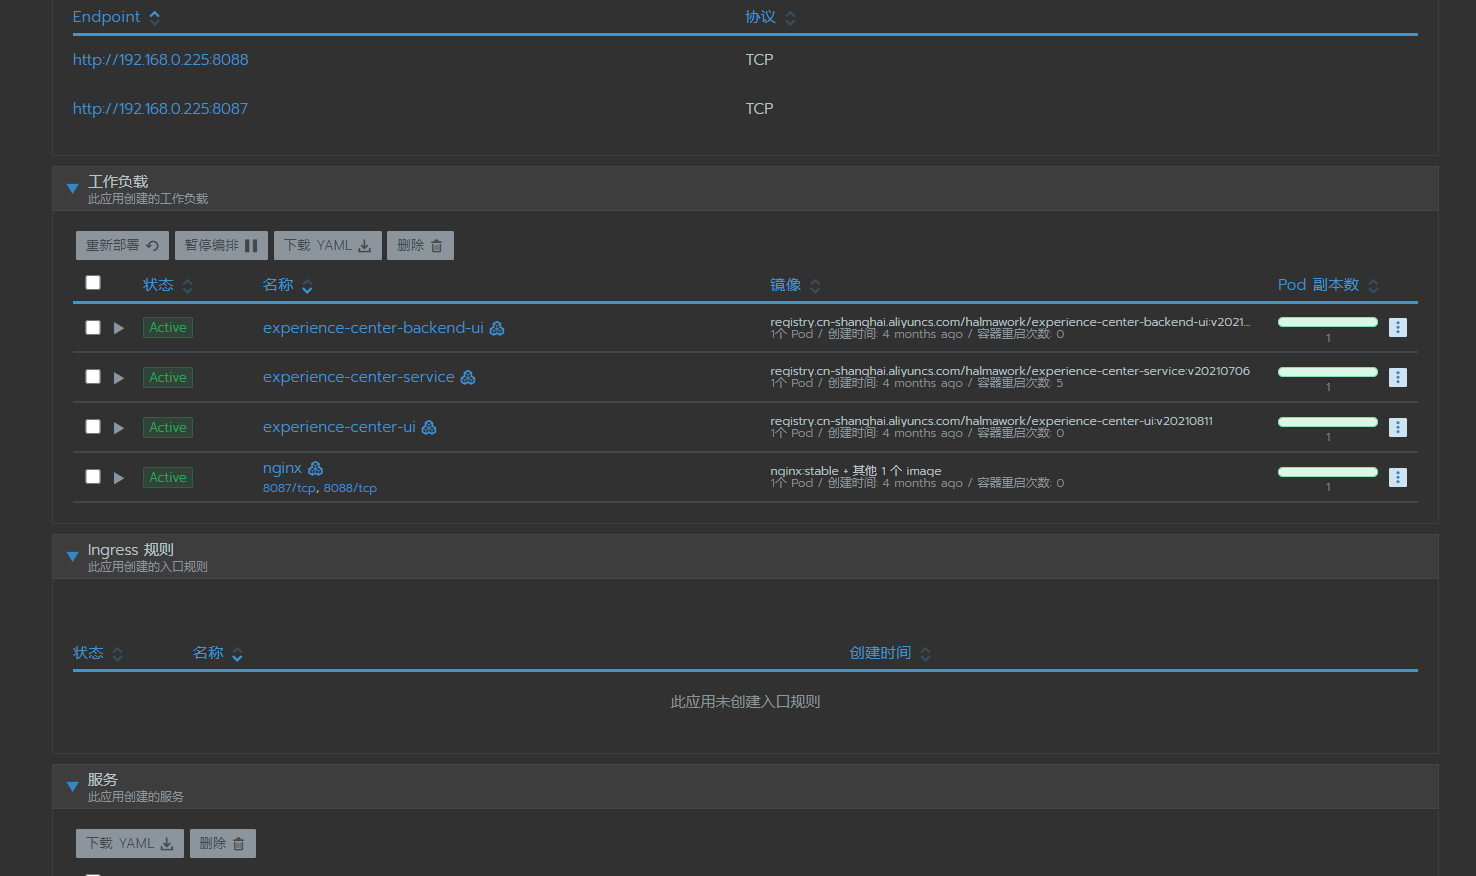 Endpoint 协议
http://192.168.0.225:8088 TCP
http://192.168.0.225:8087 TCP
工作负载
此应用创建的工作负载
重新部署 暂停编排 下载 YAML 删除
状态 名称 镜像 Pod 副本数
Active experience-center-backend-ui registry.cn-shanghai.aliyuncs.com/halmawork/experience-center-backend-ui:v2021...
1个 Pod / 创建时间: 4 months ago / 容器重启次数: 0
1
Active experience-center-service registry.cn-shanghai.aliyuncs.com/halmawork/experience-center-service:v20210706
1个 Pod / 创建时间: 4 months ago / 容器重启次数: 5
1
Active experience-center-ui registry.cn-shanghai.aliyuncs.com/halmawork/experience-center-ui:v20210811
1个 Pod / 创建时间: 4 months ago / 容器重启次数: 0
1
Active nginx nginx:stable + 其他 1 个 image
8087/tcp, 8088/tcp 1个 Pod / 创建时间: 4 months ago / 容器重启次数: 0
1
Ingress 规则
此应用创建的入口规则
状态 名称 创建时间
此应用未创建入口规则
服务
此应用创建的服务
下载 YAML 删除